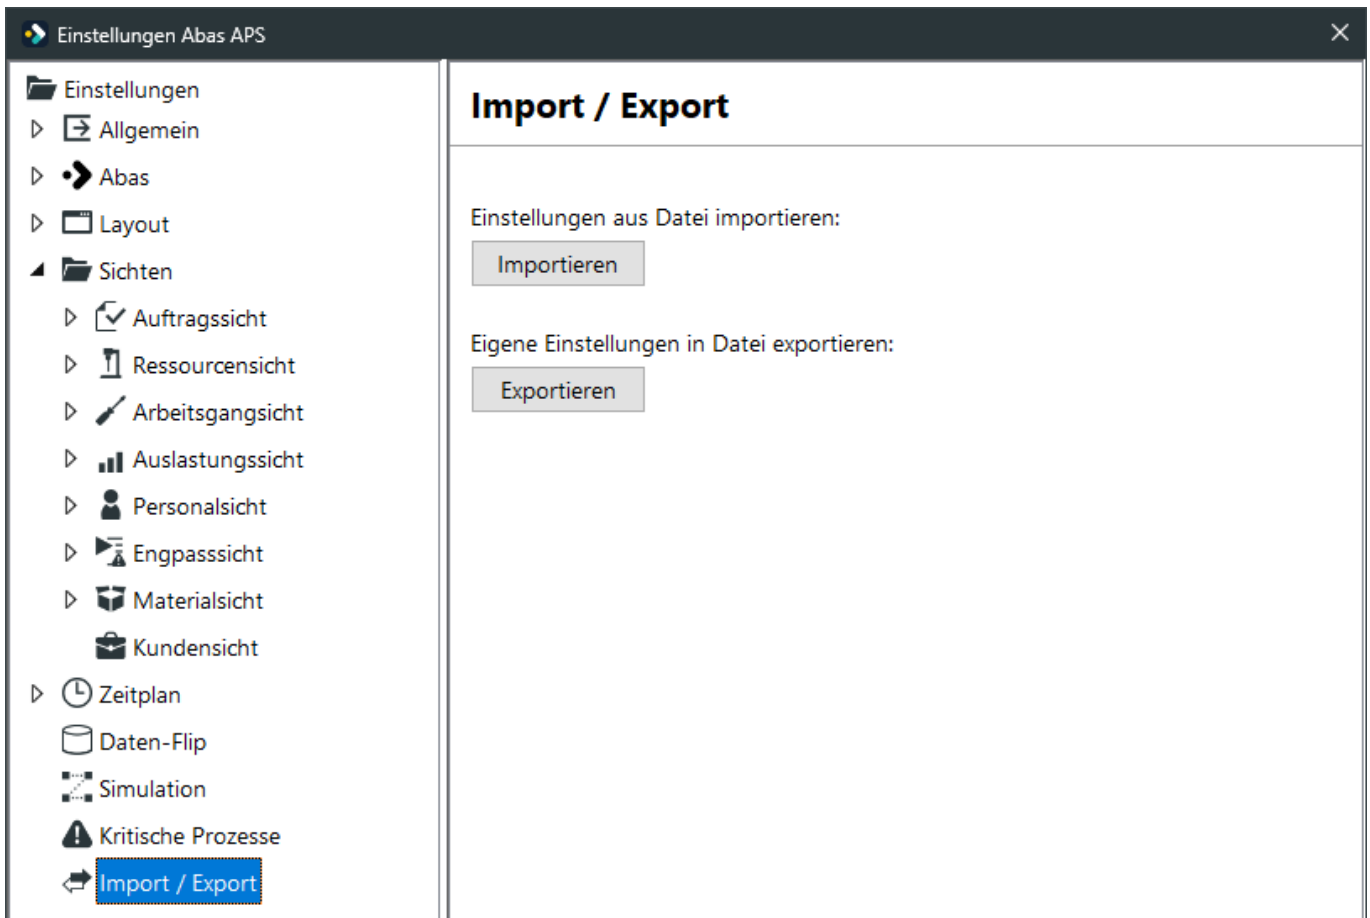 Einstellungen Abas APS
Einstellungen
Allgemein
Abas
Layout
Sichten
Auftragssicht
Ressourcensicht
Arbeitsgangsicht
Auslastungssicht
Personalsicht
Engpasssicht
Materialsicht
Kundensicht
Zeitplan
Daten-Flip
Simulation
Kritische Prozesse
Import / Export
Import / Export
Einstellungen aus Datei importieren:
Importieren
Eigene Einstellungen in Datei exportieren:
Exportieren